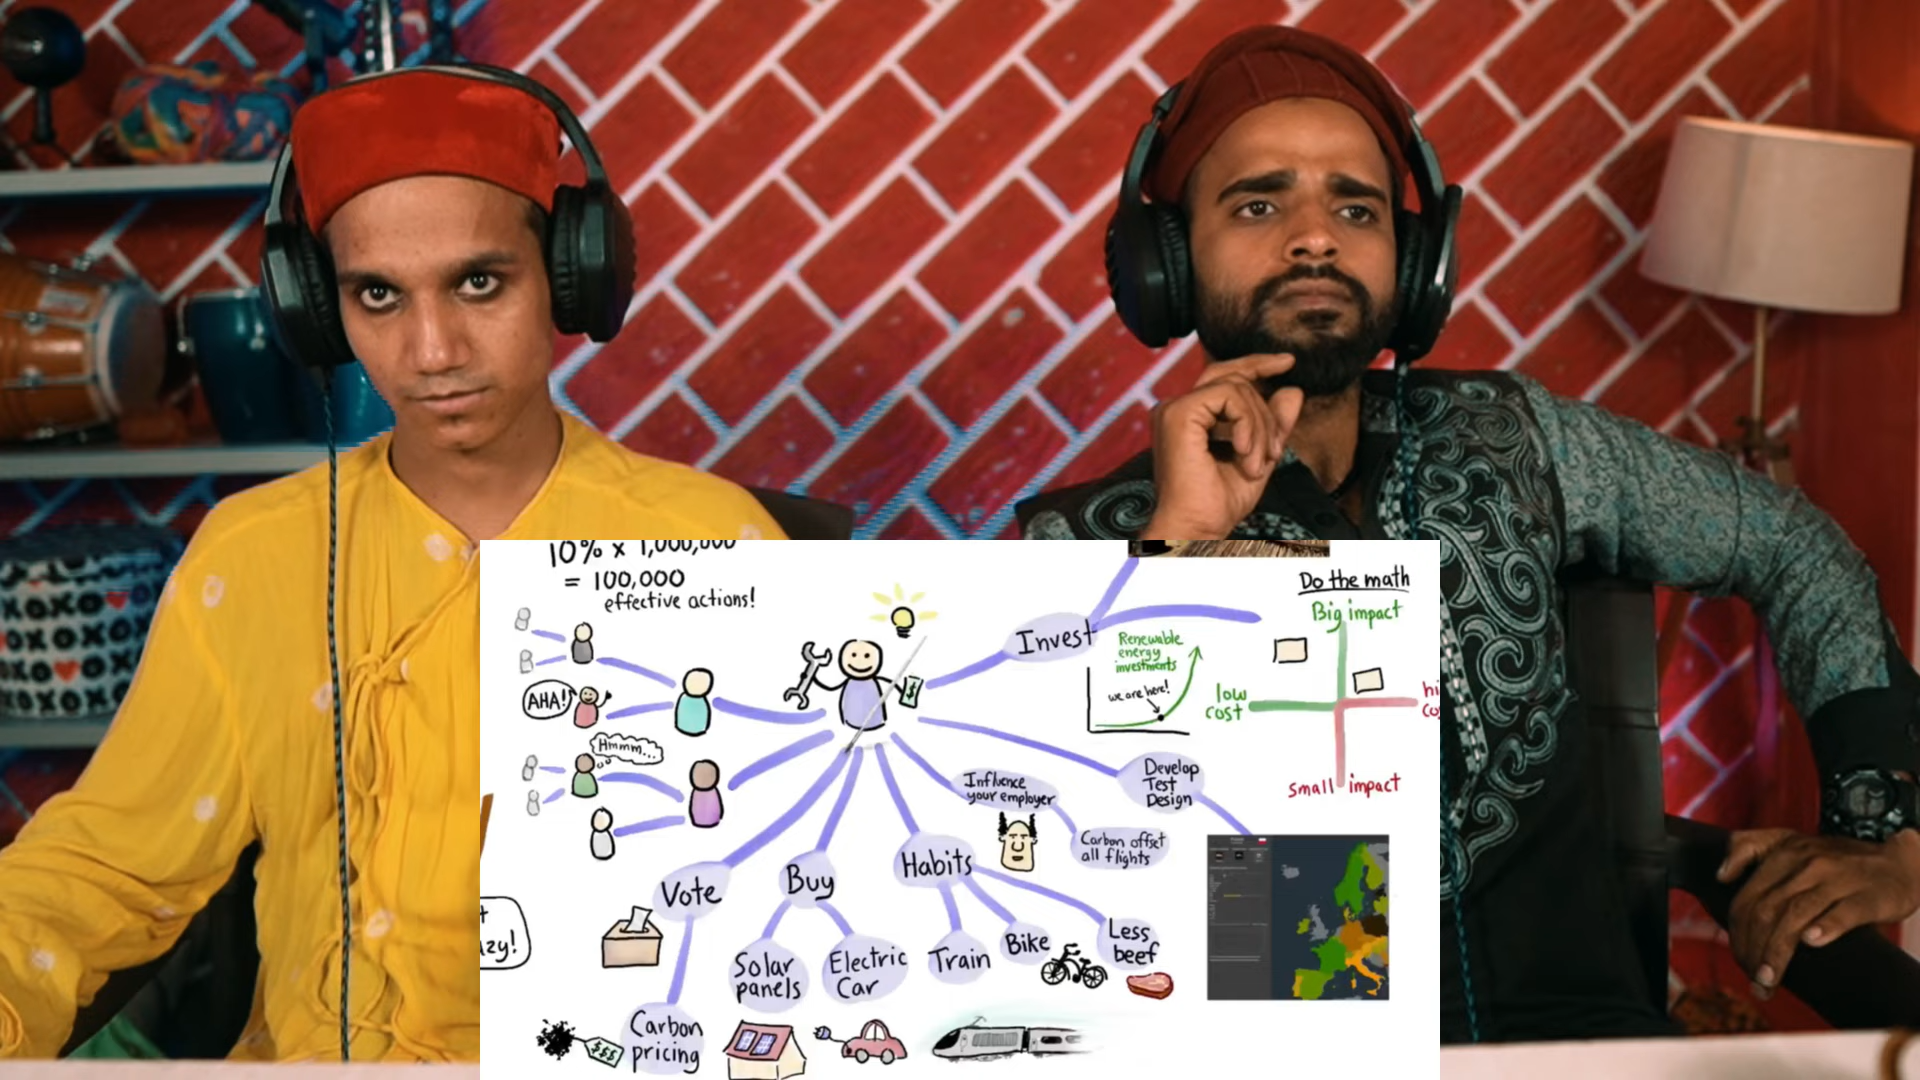 10% x 1,000,000
= 100,000
effective actions!
AHA!
Hmmm...
Invest
Renewable
energy
investments
we are here!
Do the math
Big impact
low
cost
small impact
Develop
Test
Design
Influence
your employer
Carbon offset
all flights
Vote
Buy
Habits
Solar
panels
Electric
Car
Train
Bike
Less
beef
Carbon
pricing
$$$
$
XOXO